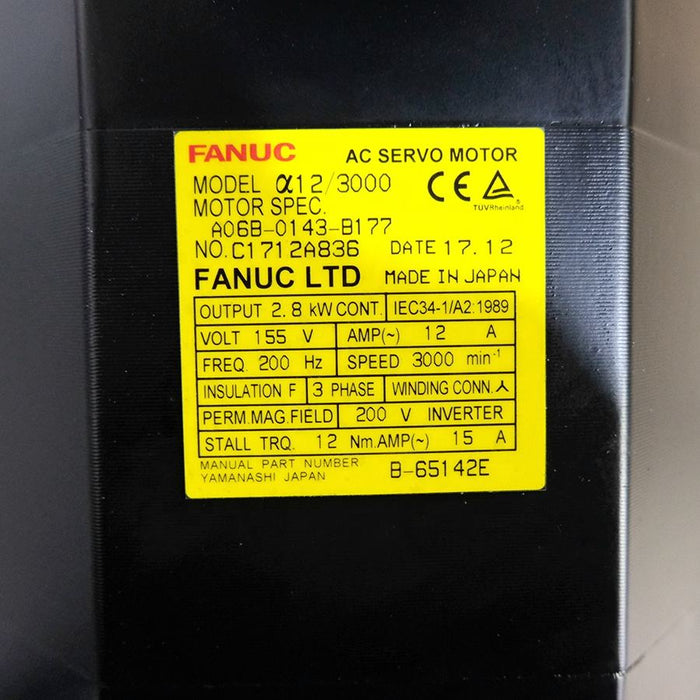 FANUC AC SERVO MOTOR
MODEL α12/3000
CE TUVRheinland
MOTOR SPEC.
A06B-0143-B177
NO.C1712A836 DATE 17.12
FANUC LTD MADE IN JAPAN
OUTPUT 2.8 kW CONT. IEC34-1/A2:1989
VOLT 155 V AMP(~) 12 A
FREQ. 200 Hz SPEED 3000 min⁻¹
INSULATION F 3 PHASE WINDING CONN. ⅄
PERM.MAG.FIELD 200 V INVERTER
STALL TRQ. 12 Nm.AMP(~) 15 A
MANUAL PART NUMBER B-65142E
YAMANASHI JAPAN